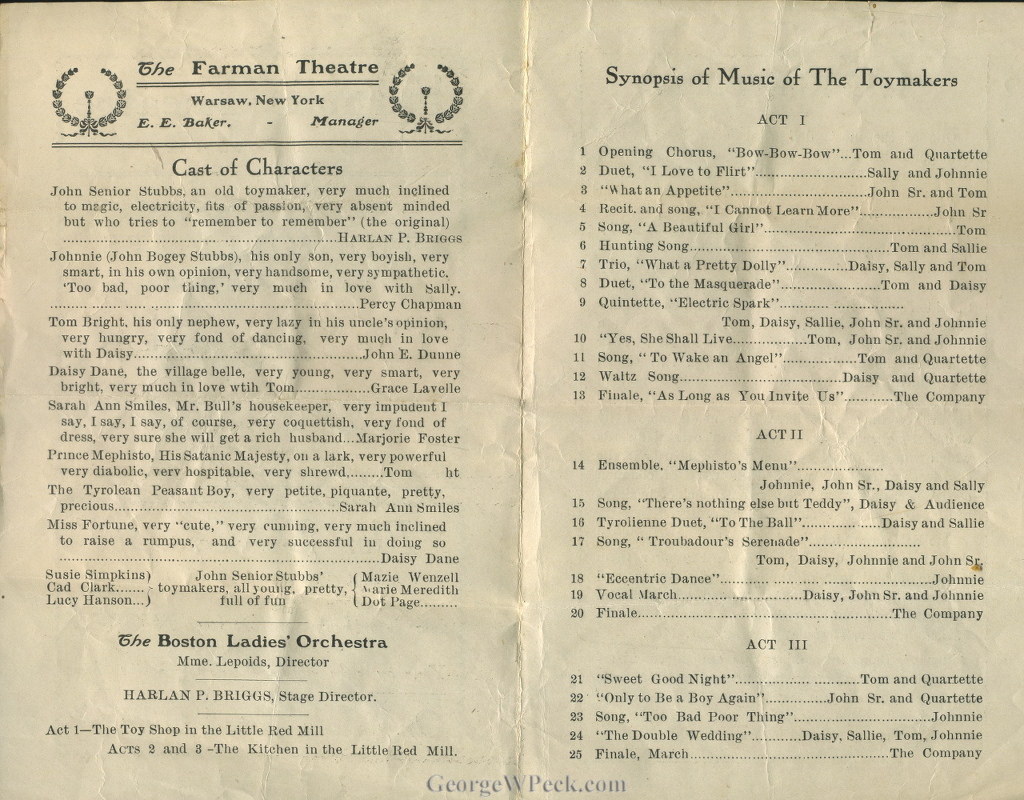 The Farman Theatre
Warsaw, New York
E. E. Baker. - Manager
Cast of Characters
John Senior Stubbs, an old toymaker, very much inclined
to magic, electricity, fits of passion, very absent minded
but who tries to "remember to remember" (the original)
..........HARLAN P. BRIGGS
Johnnie (John Bogey Stubbs), his only son, very boyish, very
smart, in his own opinion, very handsome, very sympathetic.
'Too bad, poor thing,' very much in love with Sally.
..........Percy Chapman
Tom Bright, his only nephew, very lazy in his uncle's opinion,
very hungry, very fond of dancing, very much in love
with Daisy..........John E. Dunne
Daisy Dane, the village belle, very young, very smart, very
bright, very much in love wtih Tom..........Grace Lavelle
Sarah Ann Smiles, Mr. Bull's housekeeper, very impudent I
say, I say, I say, of course, very coquettish, very fond of
dress, very sure she will get a rich husband...Marjorie Foster
Prince Mephisto, His Satanic Majesty, on a lark, very powerful
very diabolic, very hospitable, very shrewd,........Tom ht
The Tyrolean Peasant Boy, very petite, piquante, pretty,
precious..........Sarah Ann Smiles
Miss Fortune, very "cute," very cunning, very much inclined
to raise a rumpus, and very successful in doing so
..........Daisy Dane
Susie Simpkins) John Senior Stubbs' ( Mazie Wenzell
Cad Clark....... toymakers, all young, pretty, Marie Meredith
Lucy Hanson...) full of fun Dot Page.........
The Boston Ladies' Orchestra
Mme. Lepoids, Director
HARLAN P. BRIGGS, Stage Director.
Act 1—The Toy Shop in the Little Red Mill
ACTS 2 and 3 -The Kitchen in the Little Red Mill.
Synopsis of Music of The Toymakers
ACT I
1 Opening Chorus, "Bow-Bow-Bow"...Tom and Quartette
2 Duet, "I Love to Flirt"..........Sally and Johnnie
3 "What an Appetite"..........John Sr. and Tom
4 Recit. and song, "I Cannot Learn More"..........John Sr
5 Song, "A Beautiful Girl"..........Tom
6 Hunting Song..........Tom and Sallie
7 Trio, "What a Pretty Dolly"..........Daisy, Sally and Tom
8 Duet, "To the Masquerade"..........Tom and Daisy
9 Quintette, "Electric Spark"..........
Tom, Daisy, Sallie, John Sr. and Johnnie
10 "Yes, She Shall Live..........Tom, John Sr. and Johnnie
11 Song, " To Wake an Angel"..........Tom and Quartette
12 Waltz Song..........Daisy and Quartette
13 Finale, "As Long as You Invite Us"..........The Company
ACT II
14 Ensemble, "Mephisto's Menu"..........
Johnnie, John Sr., Daisy and Sally
15 Song, "There's nothing else but Teddy", Daisy & Audience
16 Tyrolienne Duet, "To The Ball"..........Daisy and Sallie
17 Song, " Troubadour's Serenade"..........
Tom, Daisy, Johnnie and John Sr.
18 "Eccentric Dance"..........Johnnie
19 Vocal March..........Daisy, John Sr. and Johnnie
20 Finale..........The Company
ACT III
21 "Sweet Good Night"..........Tom and Quartette
22 "Only to Be a Boy Again"..........John Sr. and Quartette
23 Song, "Too Bad Poor Thing"..........Johnnie
24 "The Double Wedding"..........Daisy, Sallie, Tom, Johnnie
25 Finale, March..........The Company
GeorgeWPeck.com